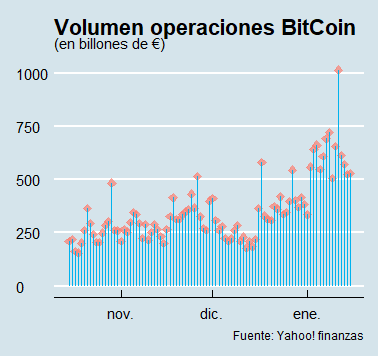 Volumen operaciones BitCoin
(en billones de €)
1000
750
500
250
0
nov.
dic.
ene.
Fuente: Yahoo! finanzas